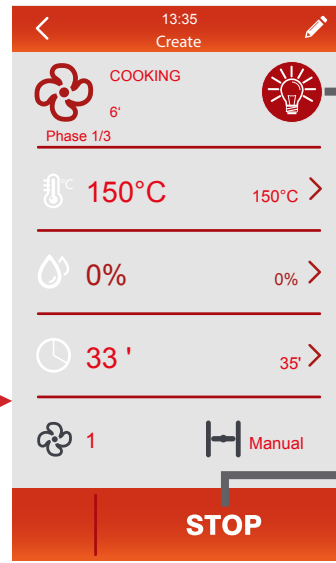 13:35
Create
COOKING
6'
Phase 1/3
°C 150°C 150°C
0% 0%
33 ' 35'
1 Manual
STOP